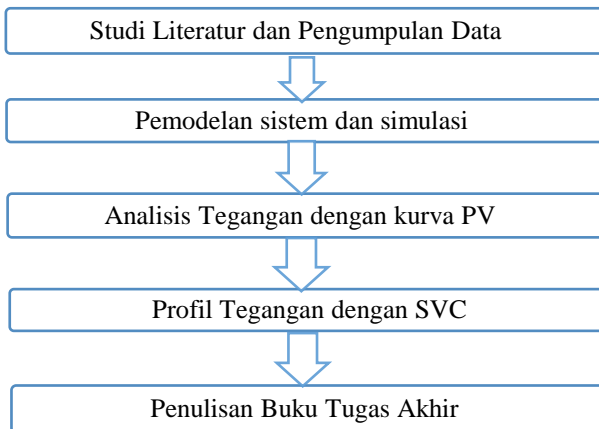 Studi Literatur dan Pengumpulan Data
Pemodelan sistem dan simulasi
Analisis Tegangan dengan kurva PV
Profil Tegangan dengan SVC
Penulisan Buku Tugas Akhir